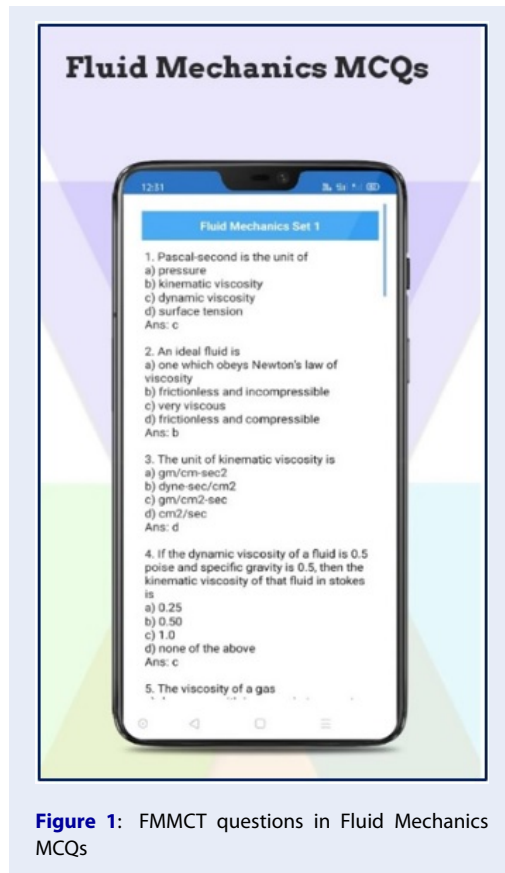 Fluid Mechanics MCQs
12:31
Fluid Mechanics Set 1
1. Pascal-second is the unit of
a) pressure
b) kinematic viscosity
c) dynamic viscosity
d) surface tension
Ans: c
2. An ideal fluid is
a) one which obeys Newton's law of
viscosity
b) frictionless and incompressible
c) very viscous
d) frictionless and compressible
Ans: b
3. The unit of kinematic viscosity is
a) gm/cm-sec2
b) dyne-sec/cm2
c) gm/cm2-sec
d) cm2/sec
Ans: d
4. If the dynamic viscosity of a fluid is 0.5
poise and specific gravity is 0.5, then the
kinematic viscosity of that fluid in stokes
is
a) 0.25
b) 0.50
c) 1.0
d) none of the above
Ans: c
5. The viscosity of a gas
Figure 1: FMMCT questions in Fluid Mechanics
MCQs